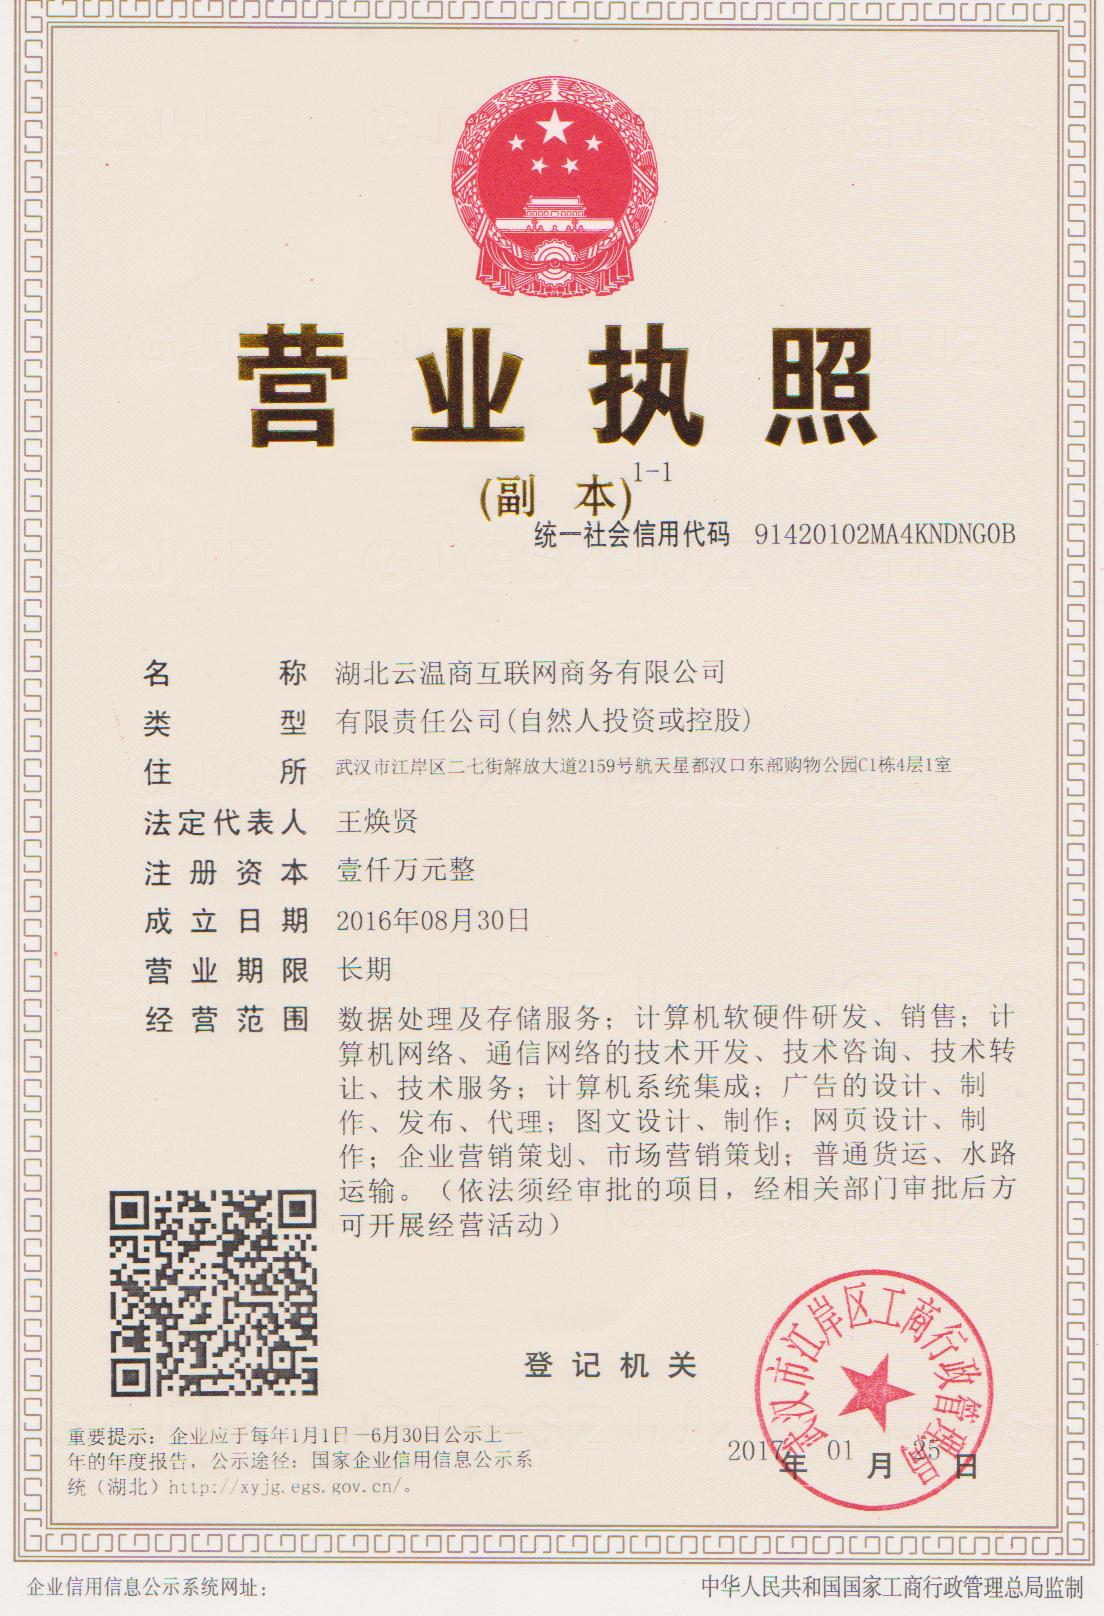 营业执照
(副 本) 1-1
统一社会信用代码 91420102MA4KNDNG0B
名 称 湖北云温商互联网商务有限公司
类 型 有限责任公司(自然人投资或控股)
住 所 武汉市江岸区二七街解放大道2159号航天星都汉口东部购物公园C1栋4层1室
法定代表人 王焕贤
注册资本 壹仟万元整
成立日期 2016年08月30日
营业期限 长期
经营范围 数据处理及存储服务；计算机软硬件研发、销售；计
算机网络、通信网络的技术开发、技术咨询、技术转
让、技术服务；计算机系统集成；广告的设计、制
作、发布、代理；图文设计、制作；网页设计、制
作；企业营销策划、市场营销策划；普通货运、水路
运输。（依法须经审批的项目，经相关部门审批后方
可开展经营活动）
登记机关
武汉市江岸区工商行政管理局
2017年01月25日
重要提示：企业应于每年1月1日—6月30日公示上一
年的年度报告，公示途径：国家企业信用信息公示系
统（湖北）http://xyjg.egs.gov.cn/。
企业信用信息公示系统网址：
中华人民共和国国家工商行政管理总局监制